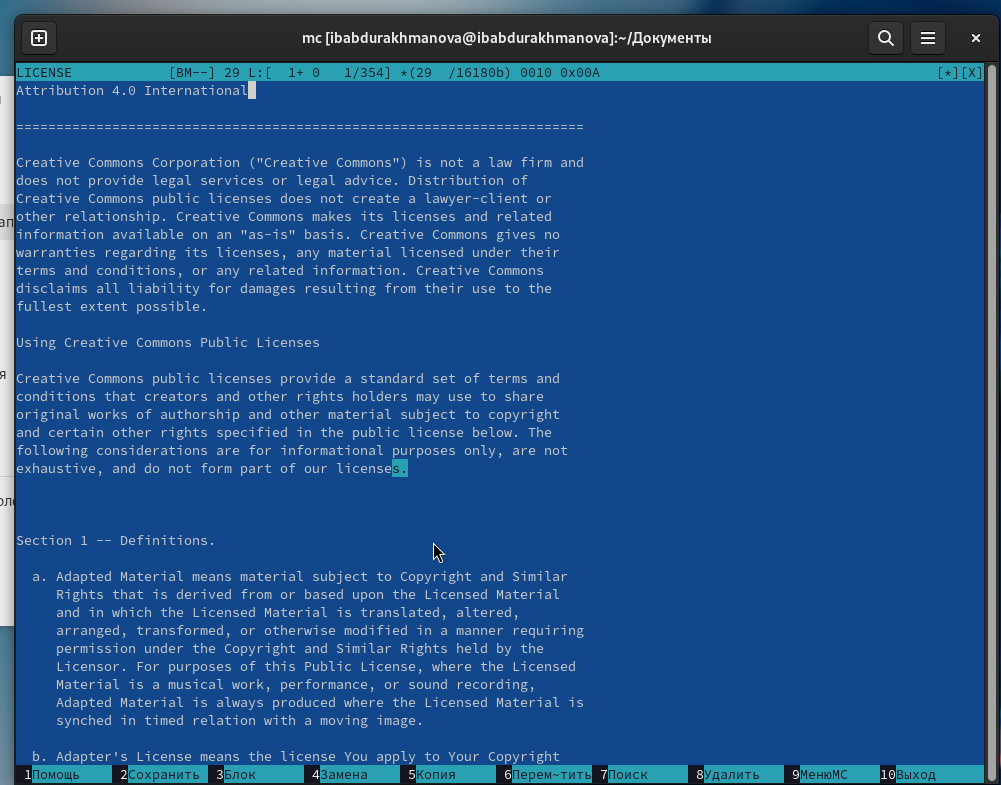 mc [ibabdurakhmanova@ibabdurakhmanova]:~/Документы
LICENSE [BM--] 29 L:[ 1+ 0 1/354] *(29 /16180b) 0010 0x00A [*][X]
Attribution 4.0 International
=======================================================================
Creative Commons Corporation ("Creative Commons") is not a law firm and
does not provide legal services or legal advice. Distribution of
Creative Commons public licenses does not create a lawyer-client or
other relationship. Creative Commons makes its licenses and related
information available on an "as-is" basis. Creative Commons gives no
warranties regarding its licenses, any material licensed under their
terms and conditions, or any related information. Creative Commons
disclaims all liability for damages resulting from their use to the
fullest extent possible.
Using Creative Commons Public Licenses
Creative Commons public licenses provide a standard set of terms and
conditions that creators and other rights holders may use to share
original works of authorship and other material subject to copyright
and certain other rights specified in the public license below. The
following considerations are for informational purposes only, are not
exhaustive, and do not form part of our licenses.
Section 1 -- Definitions.
a. Adapted Material means material subject to Copyright and Similar
Rights that is derived from or based upon the Licensed Material
and in which the Licensed Material is translated, altered,
arranged, transformed, or otherwise modified in a manner requiring
permission under the Copyright and Similar Rights held by the
Licensor. For purposes of this Public License, where the Licensed
Material is a musical work, performance, or sound recording,
Adapted Material is always produced where the Licensed Material is
synched in timed relation with a moving image.
b. Adapter's License means the license You apply to Your Copyright
1Помощь 2Сохранить 3Блок 4Замена 5Копия 6Перем~тить 7Поиск 8Удалить 9МенюМС 10Выход